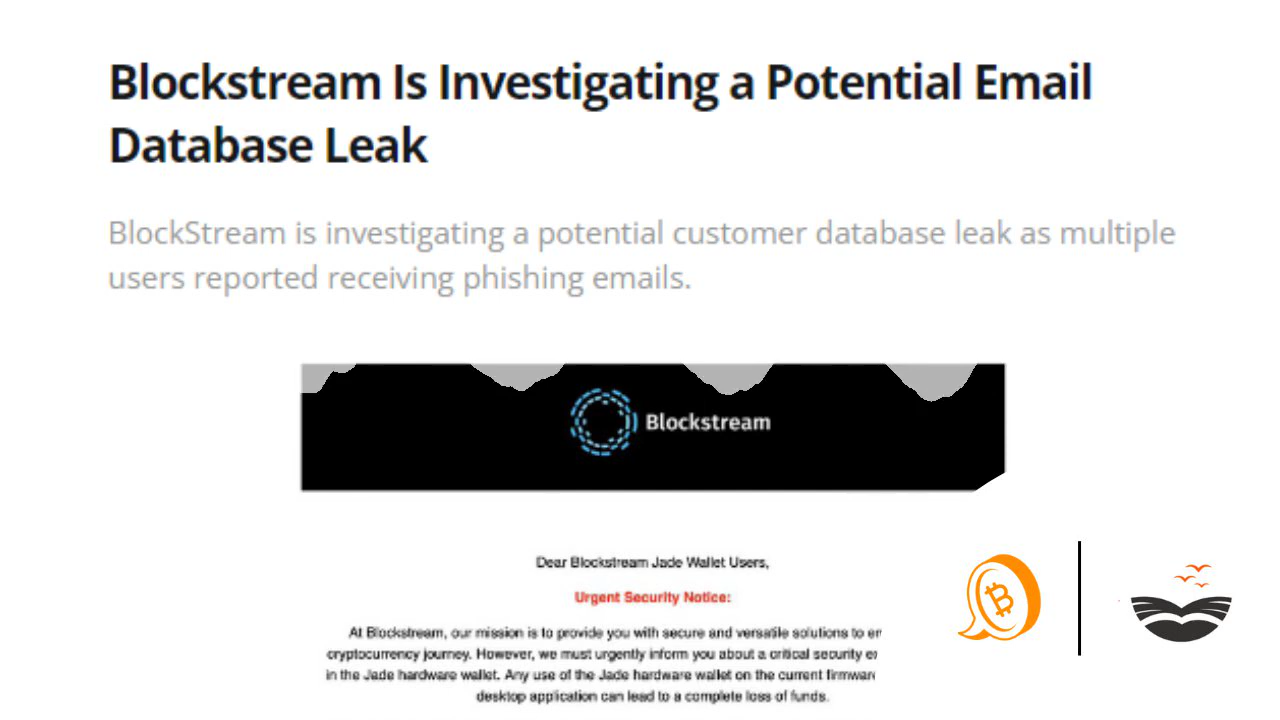 Blockstream Is Investigating a Potential Email
Database Leak
BlockStream is investigating a potential customer database leak as multiple
users reported receiving phishing emails.
Blockstream
Dear Blockstream Jade Wallet Users,
Urgent Security Notice:
At Blockstream, our mission is to provide you with secure and versatile solutions to
cryptocurrency journey. However, we must urgently inform you about a critical security
in the Jade hardware wallet. Any use of the Jade hardware wallet on the current firmware
desktop application can lead to a complete loss of funds.